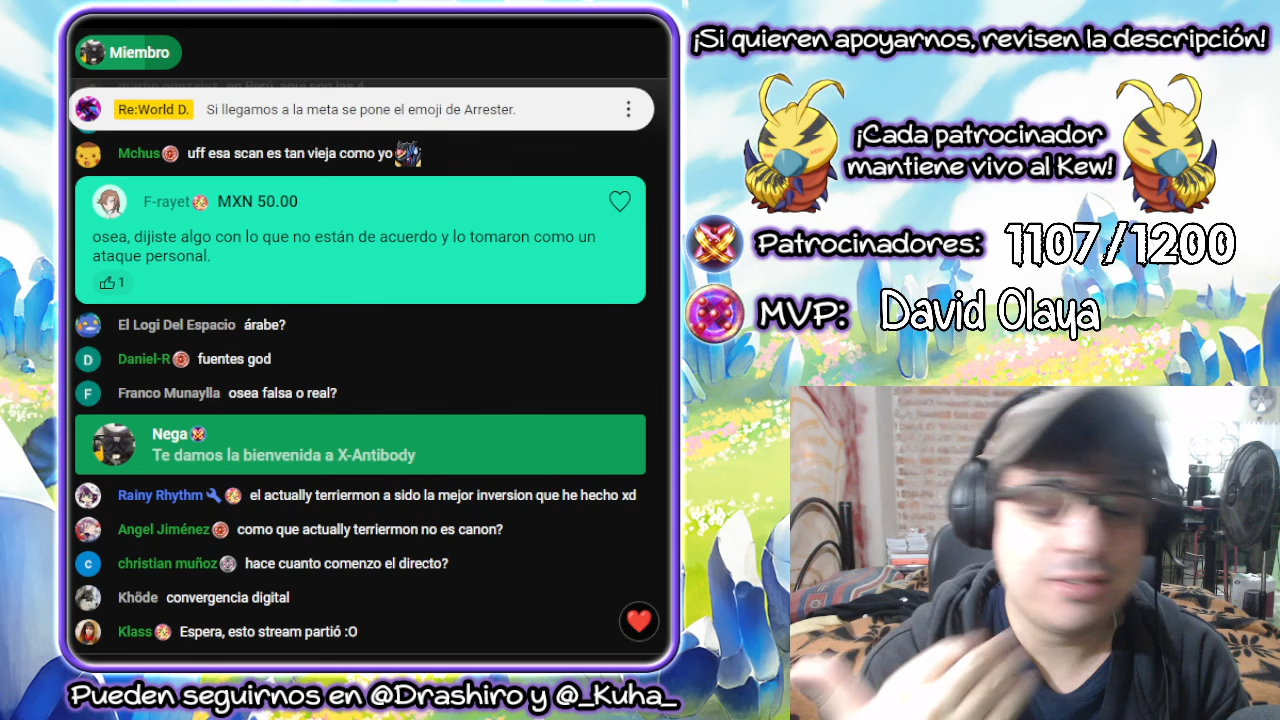 ¡Si quieren apoyarnos, revisen la descripción!
Miembro
Re:World D. Si llegamos a la meta se pone el emoji de Arrester.
Mchus uff esa scan es tan vieja como yo
F-rayet MXN 50.00
osea, dijiste algo con lo que no están de acuerdo y lo tomaron como un
ataque personal.
1
El Logi Del Espacio árabe?
D Daniel-R fuentes god
F Franco Munaylla osea falsa o real?
Nega
Te damos la bienvenida a X-Antibody
Rainy Rhythm el actually terriermon a sido la mejor inversion que he hecho xd
Angel Jiménez como que actually terriermon no es canon?
c christian muñoz hace cuanto comenzo el directo?
Khöde convergencia digital
Klass Espera, esto stream partió :O
¡Cada patrocinador
mantiene vivo al Kew!
Patrocinadores: 1107/1200
MVP: David Olaya
Pueden seguirnos en @Drashiro y @_Kuha_